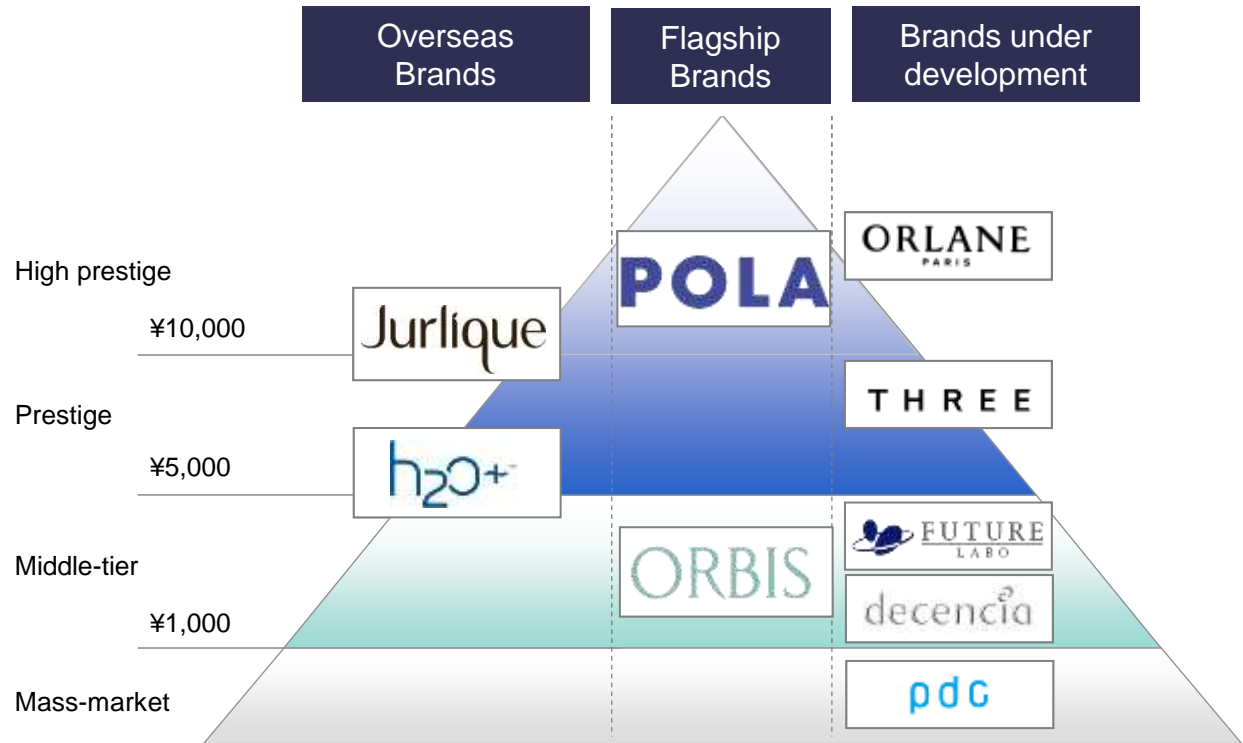 Overseas
Brands
Flagship
Brands
Brands under
development
ORLANE
PARIS
High prestige
POLA
¥10,000
Jurlique
THREE
Prestige
¥5,000
h2O+
FUTURE
LABO
Middle-tier
ORBIS
decencia
¥1,000
Mass-market
pdc